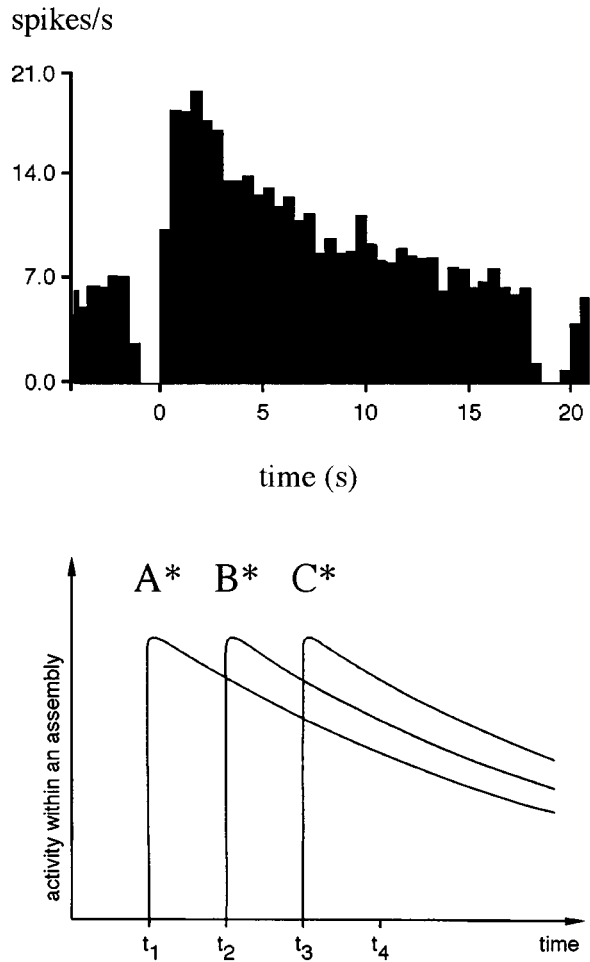 spikes/s
21.0
14.0
7.0
0.0
0 5 10 15 20
time (s)
A* B* C*
activity within an assembly
t1 t2 t3 t4 time